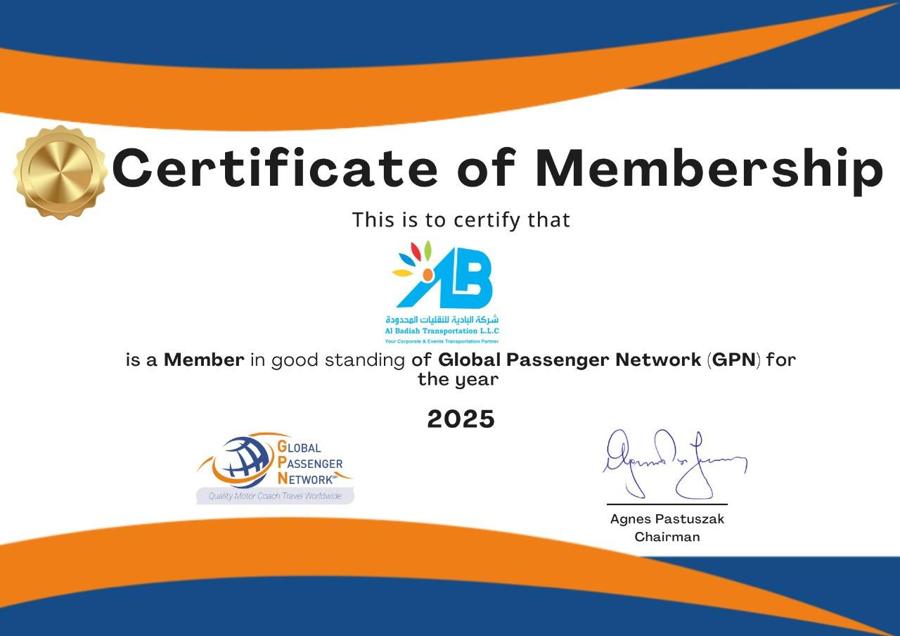 Certificate of Membership
This is to certify that
AB
شركة البادية للنقليات المحدودة
Al Badiah Transportation L.L.C
Your Corporate & Events Transportation Partner
is a Member in good standing of Global Passenger Network (GPN) for
the year
2025
GLOBAL
PASSENGER
NETWORK
Quality Motor Coach Travel Worldwide
Agnes Pastuszak
Chairman